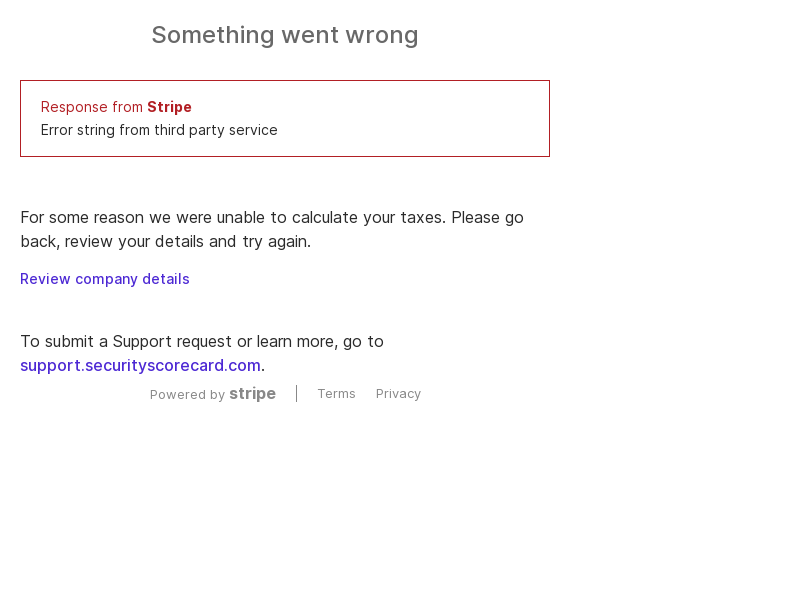 Something went wrong
Response from Stripe
Error string from third party service
For some reason we were unable to calculate your taxes. Please go
back, review your details and try again.
Review company details
To submit a Support request or learn more, go to
support.securityscorecard.com.
Powered by stripe
Terms
Privacy